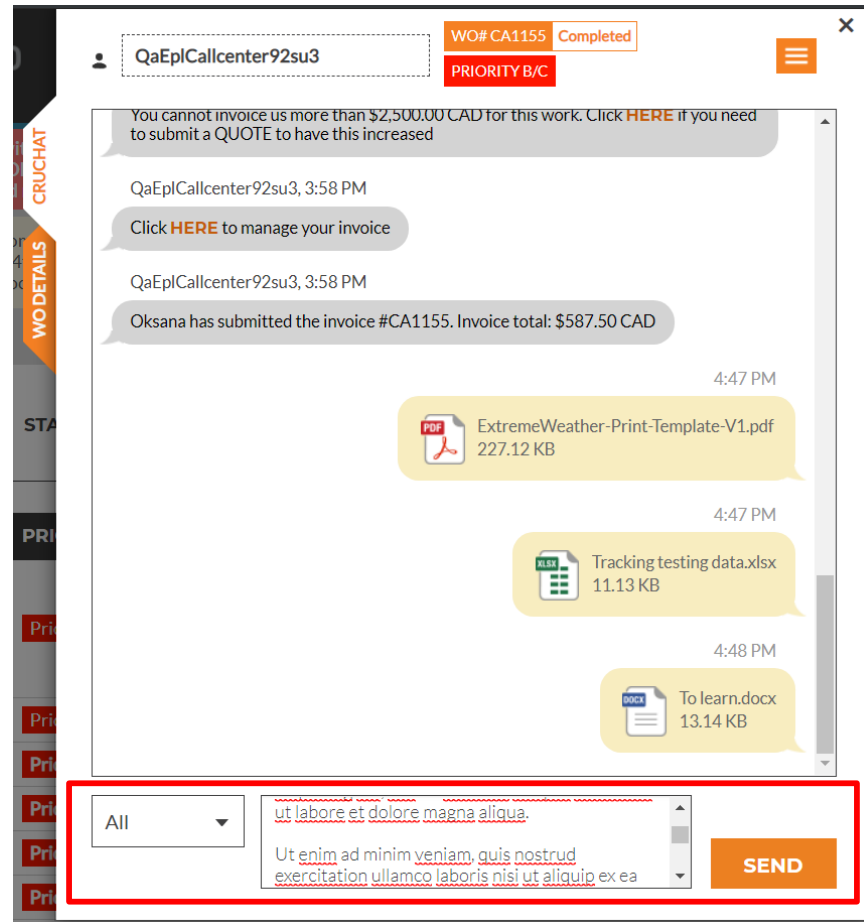 QaEplCallcenter92su3
WO# CA1155 Completed
PRIORITY B/C
CRUCHAT
WO DETAILS
You cannot invoice us more than $2,500.00 CAD for this work. Click HERE if you need
to submit a QUOTE to have this increased
QaEplCallcenter92su3, 3:58 PM
Click HERE to manage your invoice
QaEplCallcenter92su3, 3:58 PM
Oksana has submitted the invoice #CA1155. Invoice total: $587.50 CAD
4:47 PM
PDF
ExtremeWeather-Print-Template-V1.pdf
227.12 KB
4:47 PM
XLSX
Tracking testing data.xlsx
11.13 KB
4:48 PM
DOCX
To learn.docx
13.14 KB
All
ut labore et dolore magna aliqua.
Ut enim ad minim veniam, quis nostrud
exercitation ullamco laboris nisi ut aliquip ex ea
SEND